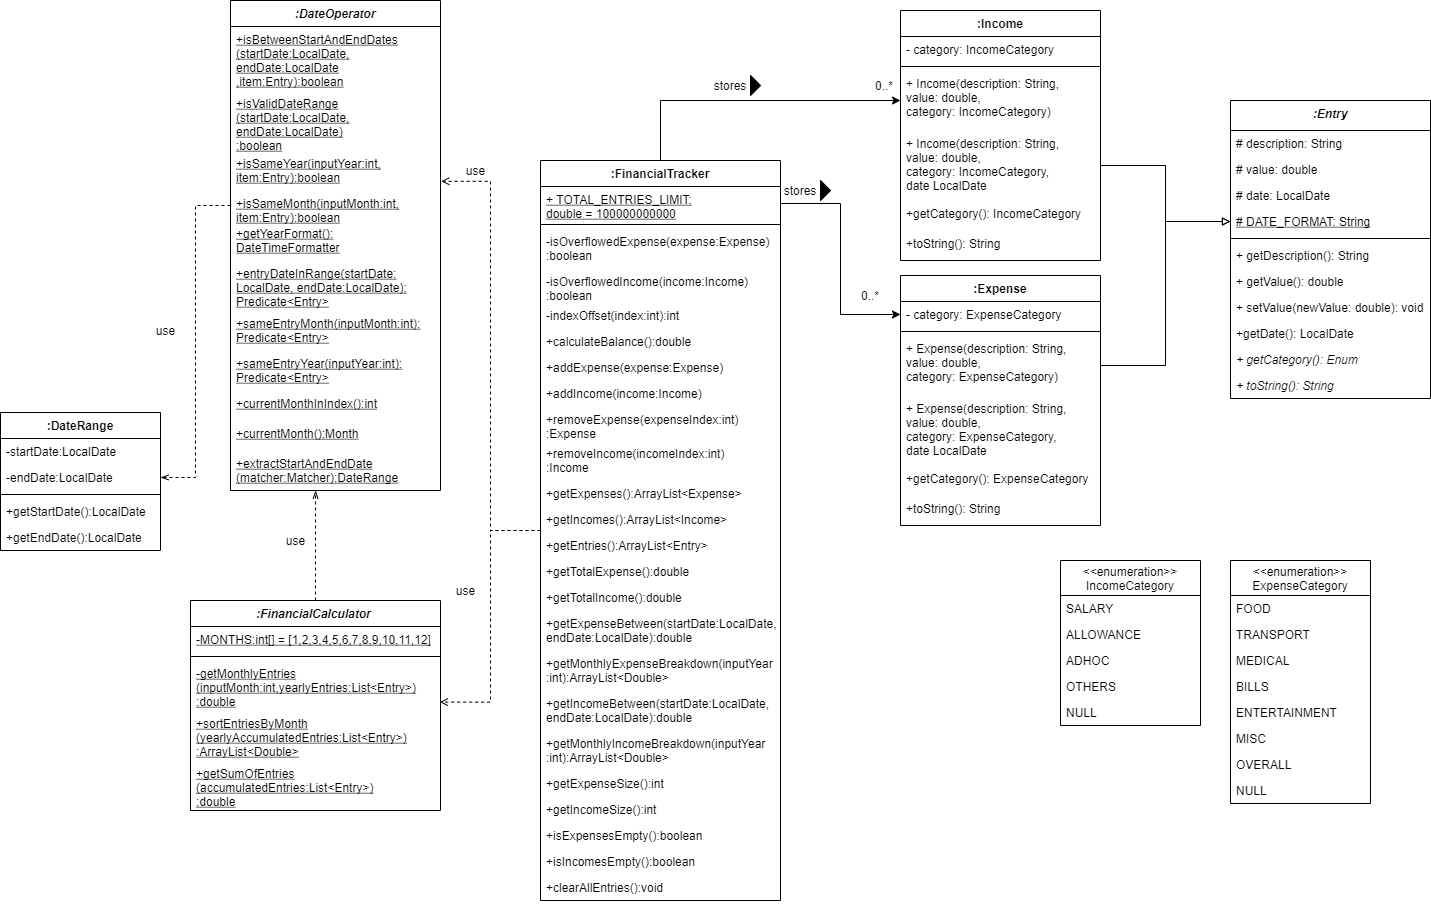 :DateOperator
+isBetweenStartAndEndDates
(startDate:LocalDate,
endDate:LocalDate
,item:Entry):boolean
+isValidDateRange
(startDate:LocalDate,
endDate:LocalDate)
:boolean
+isSameYear(inputYear:int,
item:Entry):boolean
+isSameMonth(inputMonth:int,
item:Entry):boolean
+getYearFormat():
DateTimeFormatter
+entryDateInRange(startDate:
LocalDate, endDate:LocalDate):
Predicate<Entry>
+sameEntryMonth(inputMonth:int):
Predicate<Entry>
+sameEntryYear(inputYear:int):
Predicate<Entry>
+currentMonthInIndex():int
+currentMonth():Month
+extractStartAndEndDate
(matcher:Matcher):DateRange
use
:DateRange
-startDate:LocalDate
-endDate:LocalDate
+getStartDate():LocalDate
+getEndDate():LocalDate
use
:FinancialCalculator
-MONTHS:int[] = [1,2,3,4,5,6,7,8,9,10,11,12]
-getMonthlyEntries
(inputMonth:int,yearlyEntries:List<Entry>)
:double
+sortEntriesByMonth
(yearlyAccumulatedEntries:List<Entry>)
:ArrayList<Double>
+getSumOfEntries
(accumulatedEntries:List<Entry>)
:double
use
use
:FinancialTracker
+ TOTAL_ENTRIES_LIMIT:
double = 100000000000
-isOverflowedExpense(expense:Expense)
:boolean
-isOverflowedIncome(income:Income)
:boolean
-indexOffset(index:int):int
+calculateBalance():double
+addExpense(expense:Expense)
+addIncome(income:Income)
+removeExpense(expenseIndex:int)
:Expense
+removeIncome(incomeIndex:int)
:Income
+getExpenses():ArrayList<Expense>
+getIncomes():ArrayList<Income>
+getEntries():ArrayList<Entry>
+getTotalExpense():double
+getTotalIncome():double
+getExpenseBetween(startDate:LocalDate,
endDate:LocalDate):double
+getMonthlyExpenseBreakdown(inputYear
:int):ArrayList<Double>
+getIncomeBetween(startDate:LocalDate,
endDate:LocalDate):double
+getMonthlyIncomeBreakdown(inputYear
:int):ArrayList<Double>
+getExpenseSize():int
+getIncomeSize():int
+isExpensesEmpty():boolean
+isIncomesEmpty():boolean
+clearAllEntries():void
stores
0..*
stores
0..*
:Income
- category: IncomeCategory
+ Income(description: String,
value: double,
category: IncomeCategory)
+ Income(description: String,
value: double,
category: IncomeCategory,
date LocalDate
+getCategory(): IncomeCategory
+toString(): String
:Expense
- category: ExpenseCategory
+ Expense(description: String,
value: double,
category: ExpenseCategory)
+ Expense(description: String,
value: double,
category: ExpenseCategory,
date LocalDate
+getCategory(): ExpenseCategory
+toString(): String
:Entry
# description: String
# value: double
# date: LocalDate
# DATE_FORMAT: String
+ getDescription(): String
+ getValue(): double
+ setValue(newValue: double): void
+getDate(): LocalDate
+ getCategory(): Enum
+ toString(): String
<<enumeration>>
IncomeCategory
SALARY
ALLOWANCE
ADHOC
OTHERS
NULL
<<enumeration>>
ExpenseCategory
FOOD
TRANSPORT
MEDICAL
BILLS
ENTERTAINMENT
MISC
OVERALL
NULL